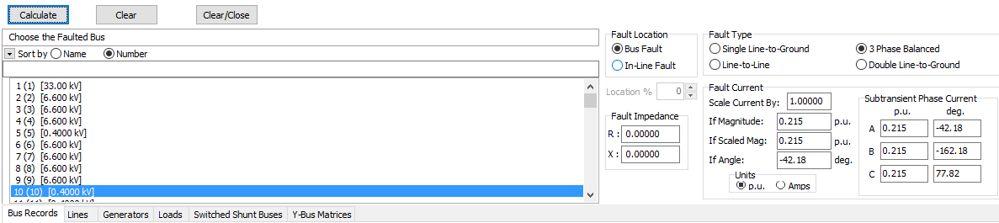 Calculate Clear Clear/Close
Choose the Faulted Bus
Sort by Name Number
1 (1) [33.00 kV]
2 (2) [6.600 kV]
3 (3) [6.600 kV]
4 (4) [6.600 kV]
5 (5) [0.4000 kV]
6 (6) [6.600 kV]
7 (7) [6.600 kV]
8 (8) [6.600 kV]
9 (9) [6.600 kV]
10 (10) [0.4000 kV]
Fault Location
Bus Fault
In-Line Fault
Location % 0
Fault Impedance
R : 0.00000
X : 0.00000
Fault Type
Single Line-to-Ground 3 Phase Balanced
Line-to-Line Double Line-to-Ground
Fault Current
Scale Current By: 1.00000
If Magnitude: 0.215 p.u.
If Scaled Mag: 0.215 p.u.
If Angle: -42.18 deg.
Units
p.u. Amps
Subtransient Phase Current
p.u. deg.
A 0.215 -42.18
B 0.215 -162.18
C 0.215 77.82
Bus Records Lines Generators Loads Switched Shunt Buses Y-Bus Matrices